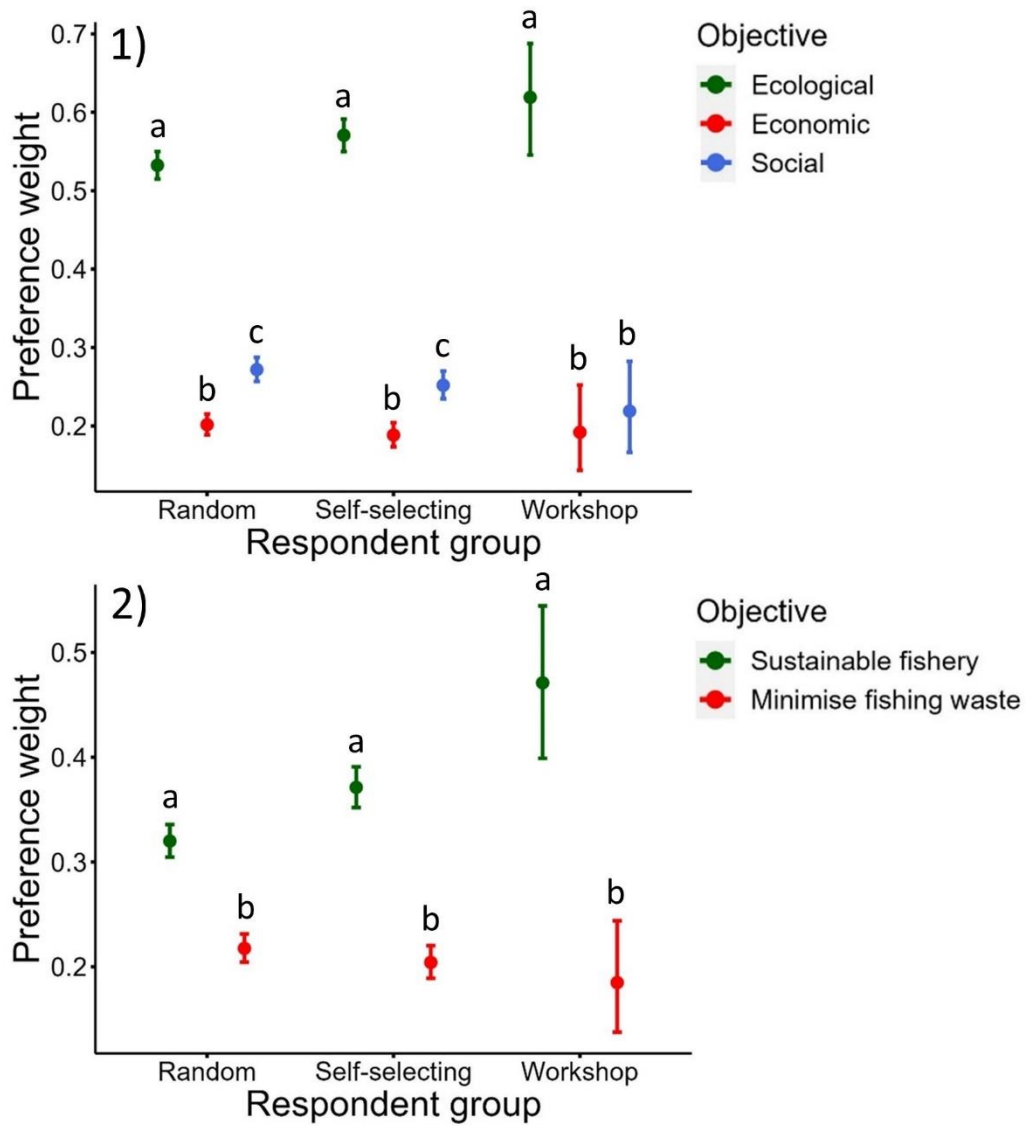 1)
Preference weight
0.7
0.6
0.5
0.4
0.3
0.2
a
b
c
a
b
c
a
b
b
Random
Self-selecting
Workshop
Respondent group
Objective
Ecological
Economic
Social
2)
Preference weight
0.5
0.4
0.3
0.2
a
b
a
b
a
b
Random
Self-selecting
Workshop
Respondent group
Objective
Sustainable fishery
Minimise fishing waste